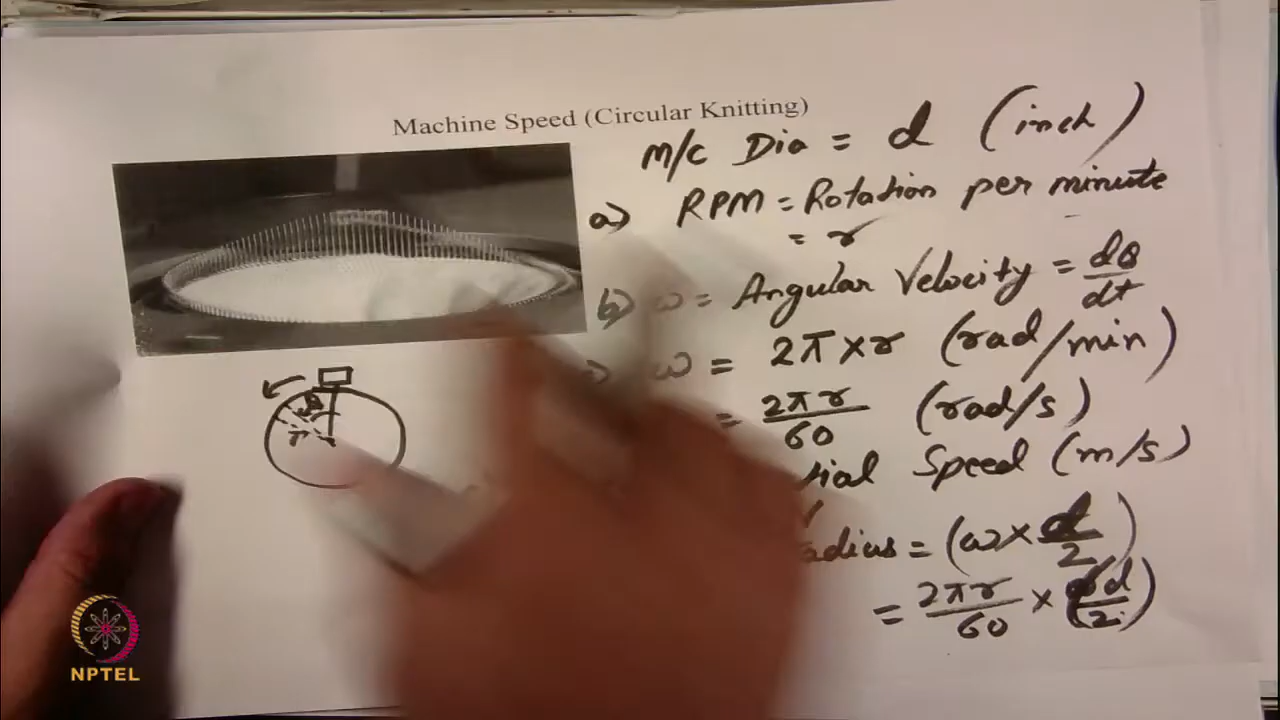 Machine Speed (Circular Knitting)
m/c Dia = d (inch)
a) RPM = Rotation per minute
= r
b) ω = Angular Velocity = dθ/dt
ω = 2π×r (rad/min)
= 2πr/60 (rad/s)
Speed (m/s)
= (ω × d/2)
= 2πr/60 × (d/2)
θ
r
NPTEL